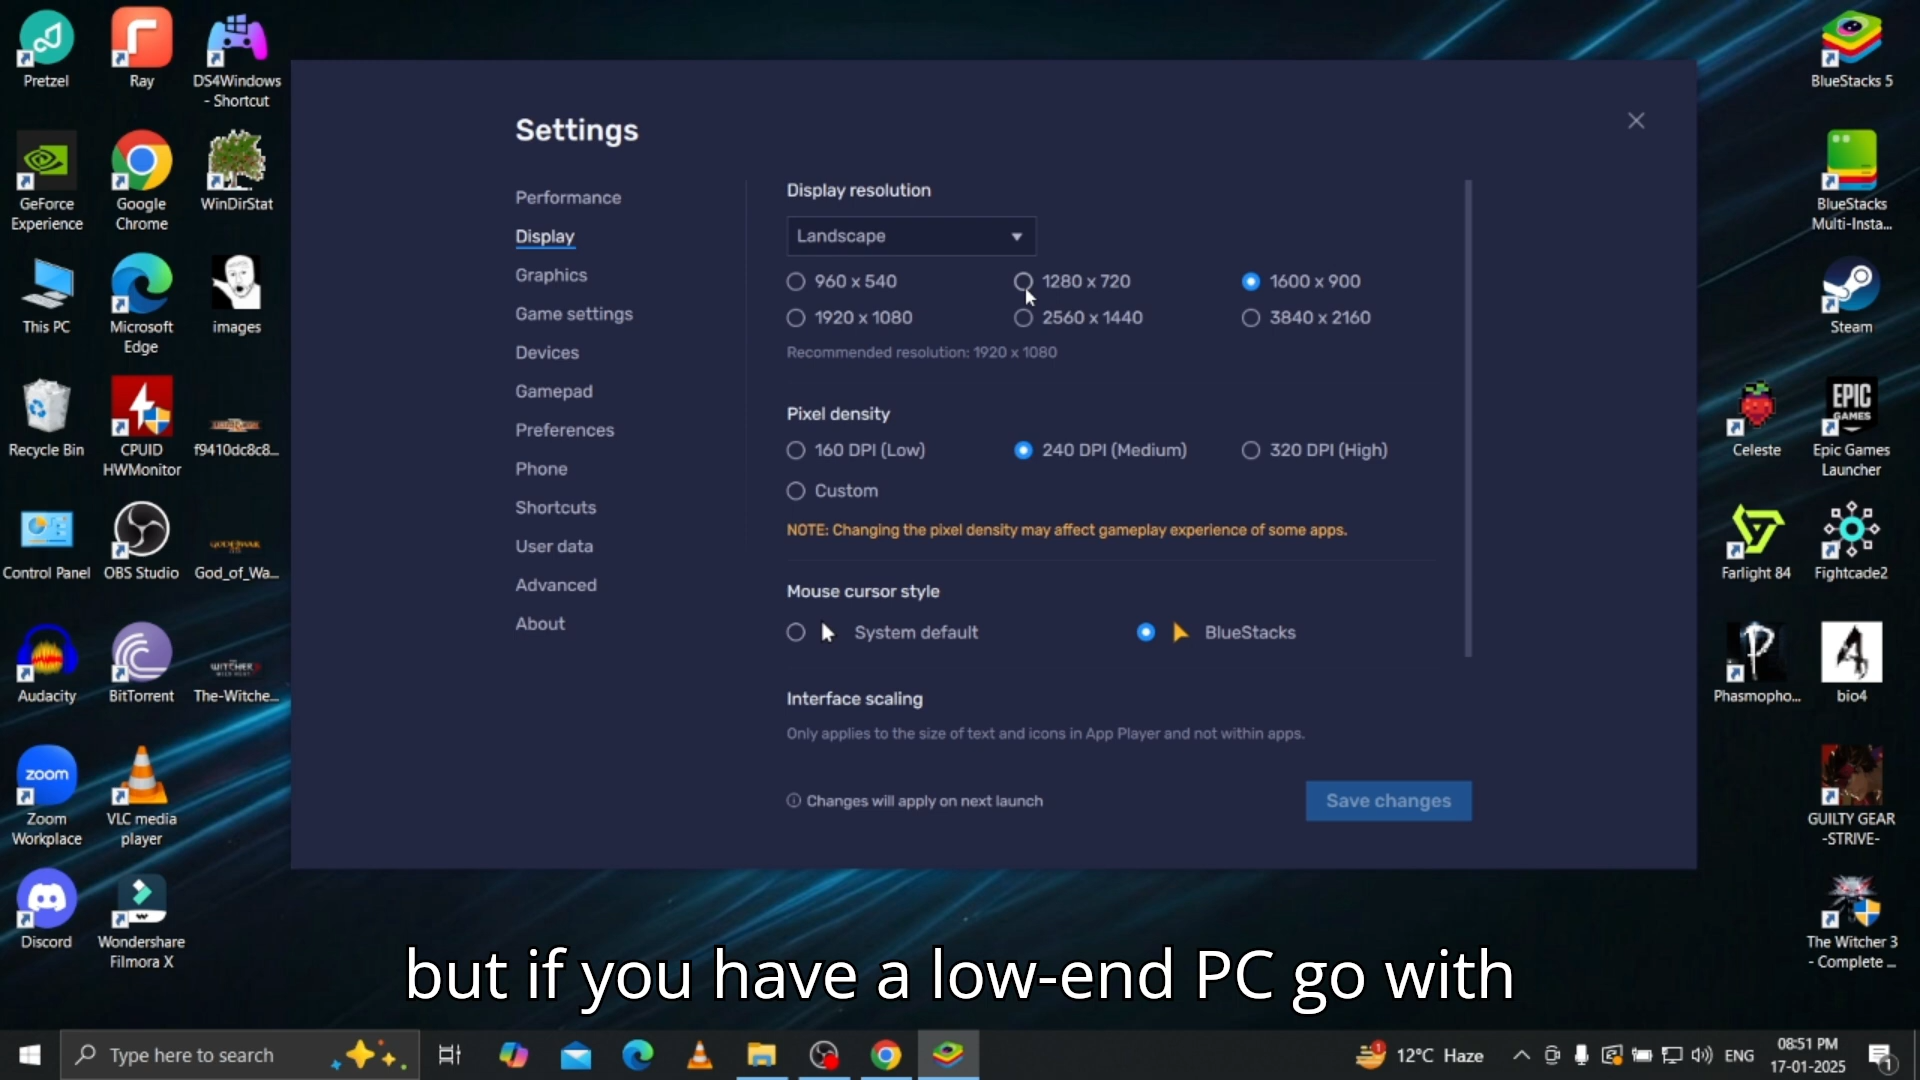 Pretzel
Ray
DS4Windows
- Shortcut
GeForce
Experience
Google
Chrome
WinDirStat
This PC
Microsoft
Edge
images
Recycle Bin
CPUID
HWMonitor
f9410dc8c8...
Control Panel
OBS Studio
God_of_Wa...
Audacity
BitTorrent
The-Witche...
zoom
Zoom
Workplace
VLC media
player
Discord
Wondershare
Filmora X
Settings
Performance
Display
Graphics
Game settings
Devices
Gamepad
Preferences
Phone
Shortcuts
User data
Advanced
About
Display resolution
Landscape
960 x 540
1280 x 720
1600 x 900
1920 x 1080
2560 x 1440
3840 x 2160
Recommended resolution: 1920 x 1080
Pixel density
160 DPI (Low)
240 DPI (Medium)
320 DPI (High)
Custom
NOTE: Changing the pixel density may affect gameplay experience of some apps.
Mouse cursor style
System default
BlueStacks
Interface scaling
Only applies to the size of text and icons in App Player and not within apps.
Changes will apply on next launch
Save changes
BlueStacks 5
BlueStacks
Multi-Insta...
Steam
Celeste
EPIC
GAMES
Epic Games
Launcher
Farlight 84
Fightcade2
Phasmopho...
bio4
GUILTY GEAR
-STRIVE-
The Witcher 3
- Complete ...
but if you have a low-end PC go with
Type here to search
1
12°C Haze
ENG
08:51 PM
17-01-2025
1